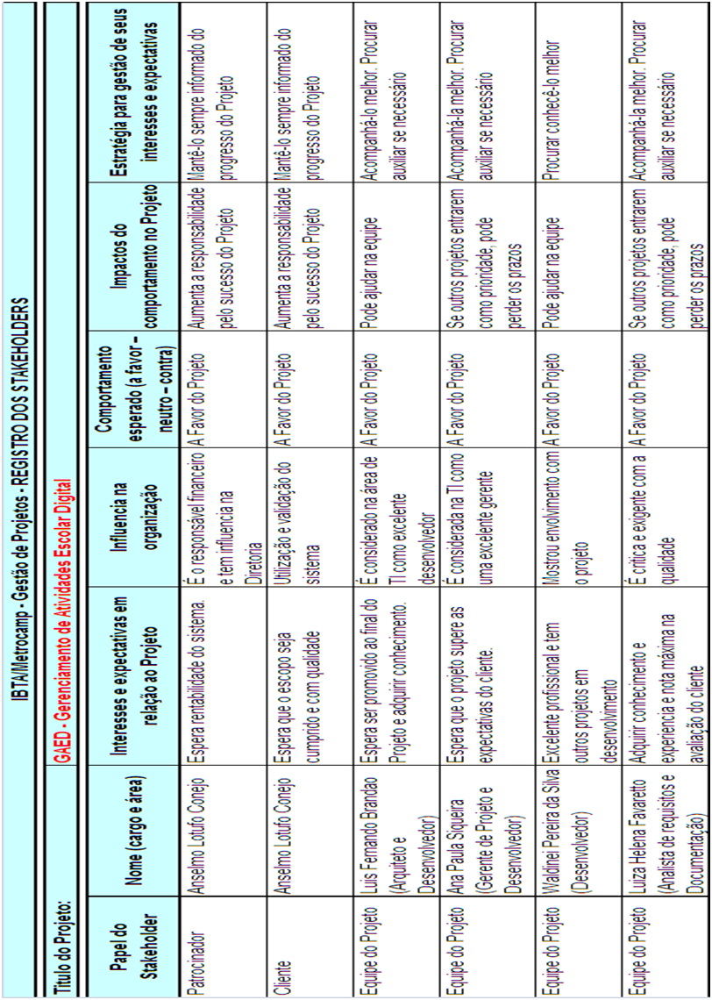 IBTA/Metrocamp - Gestão de Projetos - REGISTRO DOS STAKEHOLDERS
Título do Projeto:
GAED - Gerenciamento de Atividades Escolar Digital
Papel do
Stakeholder
Nome (cargo e área)
Interesses e expectativas em
relação ao Projeto
Influencia na
organização
Comportamento
esperado (a favor –
neutro – contra)
Impactos do
comportamento no Projeto
Estratégia para gestão de seus
interesses e expectativas
Patrocinador
Anselmo Lotufo Conejo
Espera rentabilidade do sistema.
É o responsável financeiro
e tem influencia na
Diretoria
A Favor do Projeto
Aumenta a responsabilidade
pelo sucesso do Projeto
Mantê-lo sempre informado do
progresso do Projeto
Cliente
Anselmo Lotufo Conejo
Espera que o escopo seja
cumprido e com qualidade
Utilização e validação do
sistema
A Favor do Projeto
Aumenta a responsabilidade
pelo sucesso do Projeto
Mantê-lo sempre informado do
progresso do Projeto
Equipe do Projeto
Luis Fernando Brandao
(Arquiteto e
Desenvolvedor)
Espera ser promovido ao final do
Projeto e adquirir conhecimento.
É considerado na área de
TI como excelente
desenvolvedor
A Favor do Projeto
Pode ajudar na equipe
Acompanhá-lo melhor. Procurar
auxiliar se necessário
Equipe do Projeto
Ana Paula Siqueira
(Gerente de Projeto e
Desenvolvedor)
Espera que o projeto supere as
expectativas do cliente.
É considerada na TI como
uma excelente gerente
A Favor do Projeto
Se outros projetos entrarem
como prioridade, pode
perder os prazos
Acompanhá-la melhor. Procurar
auxiliar se necessário
Equipe do Projeto
Waldinei Pereira da Silva
(Desenvolvedor)
Excelente profissional e tem
outros projetos em
desenvolvimento
Mostrou envolvimento com
o projeto
A Favor do Projeto
Pode ajudar na equipe
Procurar conhecê-lo melhor
Equipe do Projeto
Luiza Helena Favaretto
(Analista de requisitos e
Documentação)
Adquirir conhecimento e
experiencia e nota máxima na
avaliação do cliente
É critica e exigente com a
qualidade
A Favor do Projeto
Se outros projetos entrarem
como prioridade, pode
perder os prazos
Acompanhá-la melhor. Procurar
auxiliar se necessário